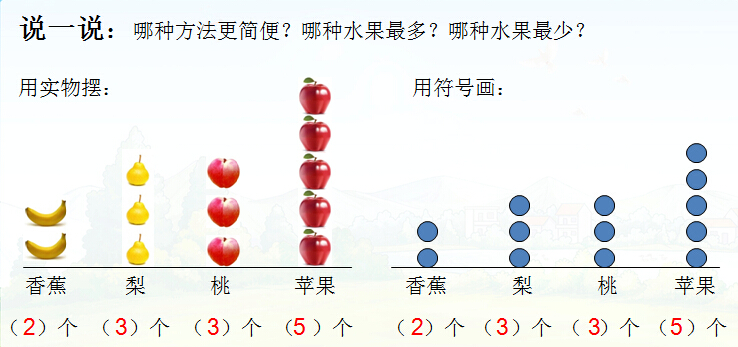 说一说：哪种方法更简便？哪种水果最多？哪种水果最少？
用实物摆： 用符号画：
香蕉 梨 桃 苹果 香蕉 梨 桃 苹果
（2）个 （3）个 （3）个 （5）个 （2）个 （3）个 （3）个 （5）个